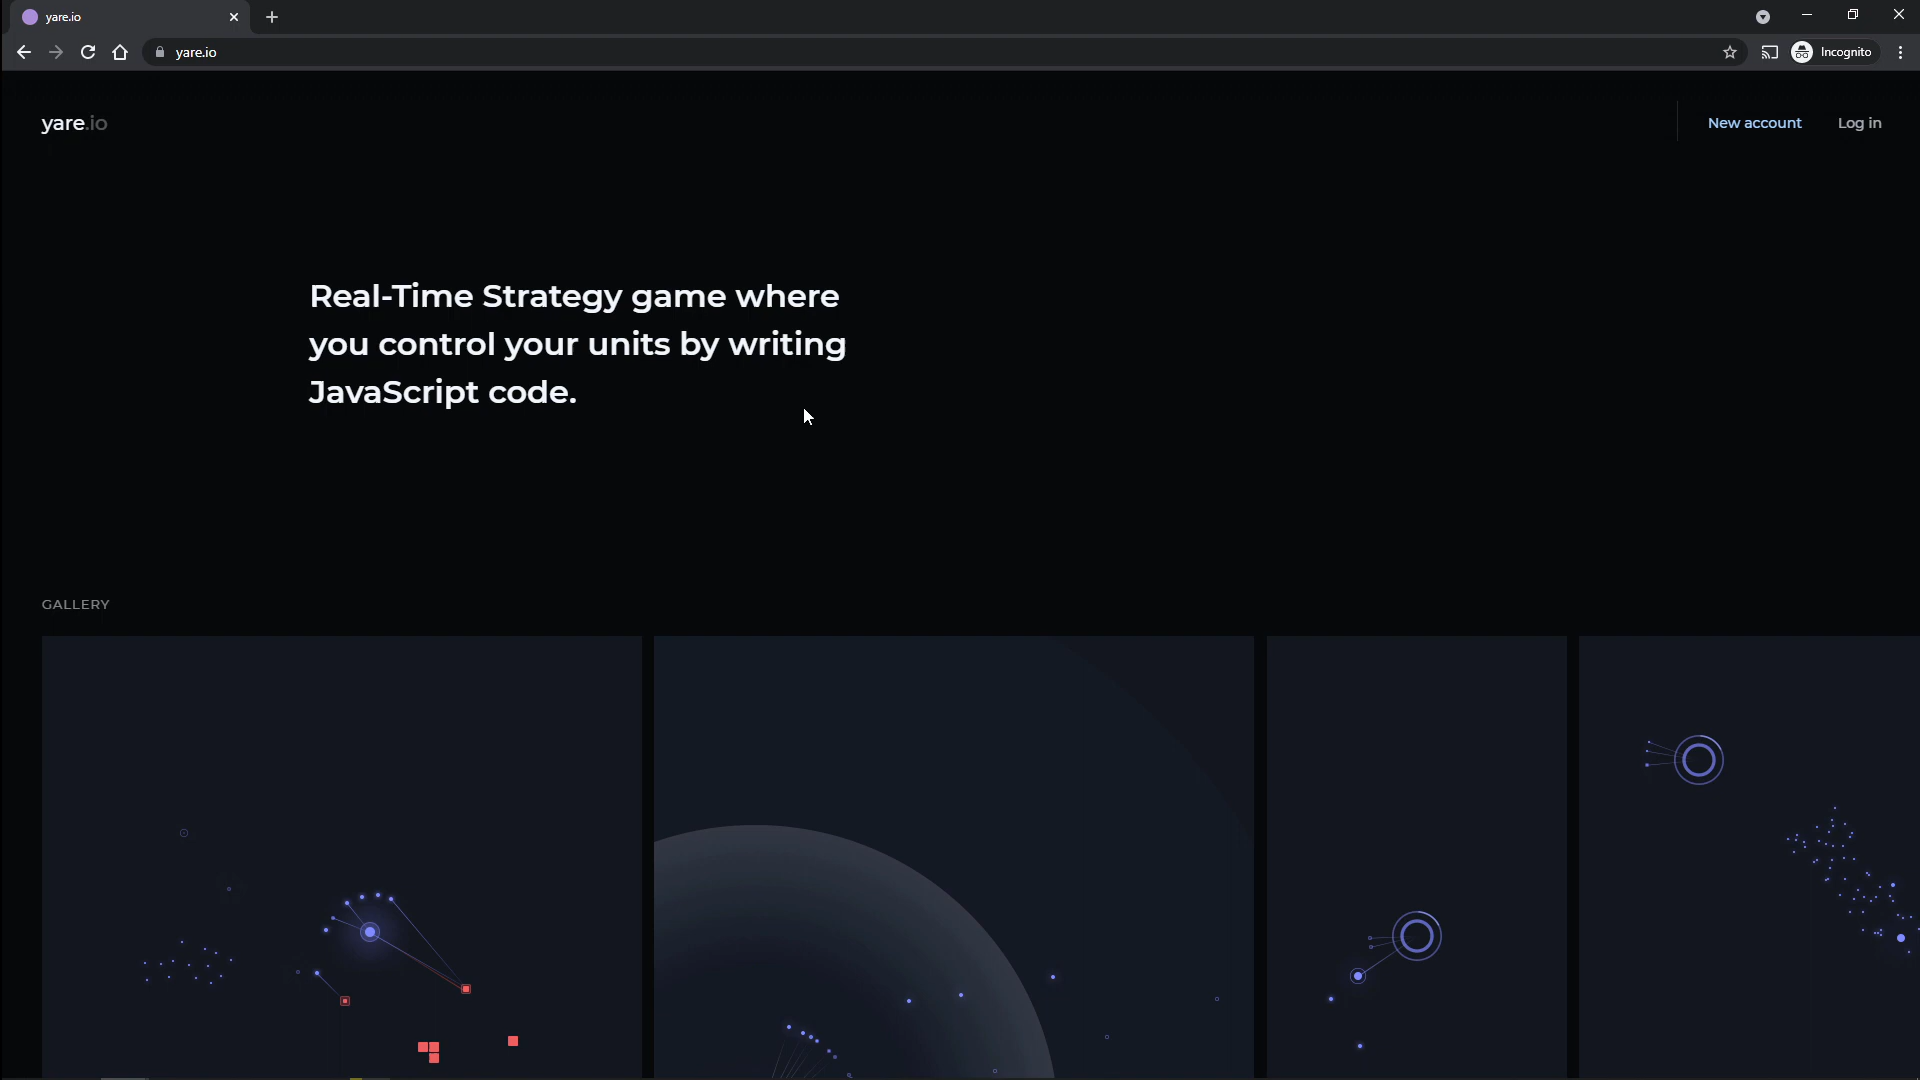 yare.io
yare.io
Incognito
yare.io
New account
Log in
Real-Time Strategy game where
you control your units by writing
JavaScript code.
GALLERY